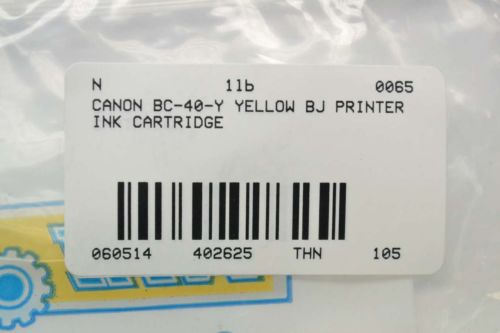 N 1lb 0065
CANON BC-40-Y YELLOW BJ PRINTER
INK CARTRIDGE
060514 402625 THN 105